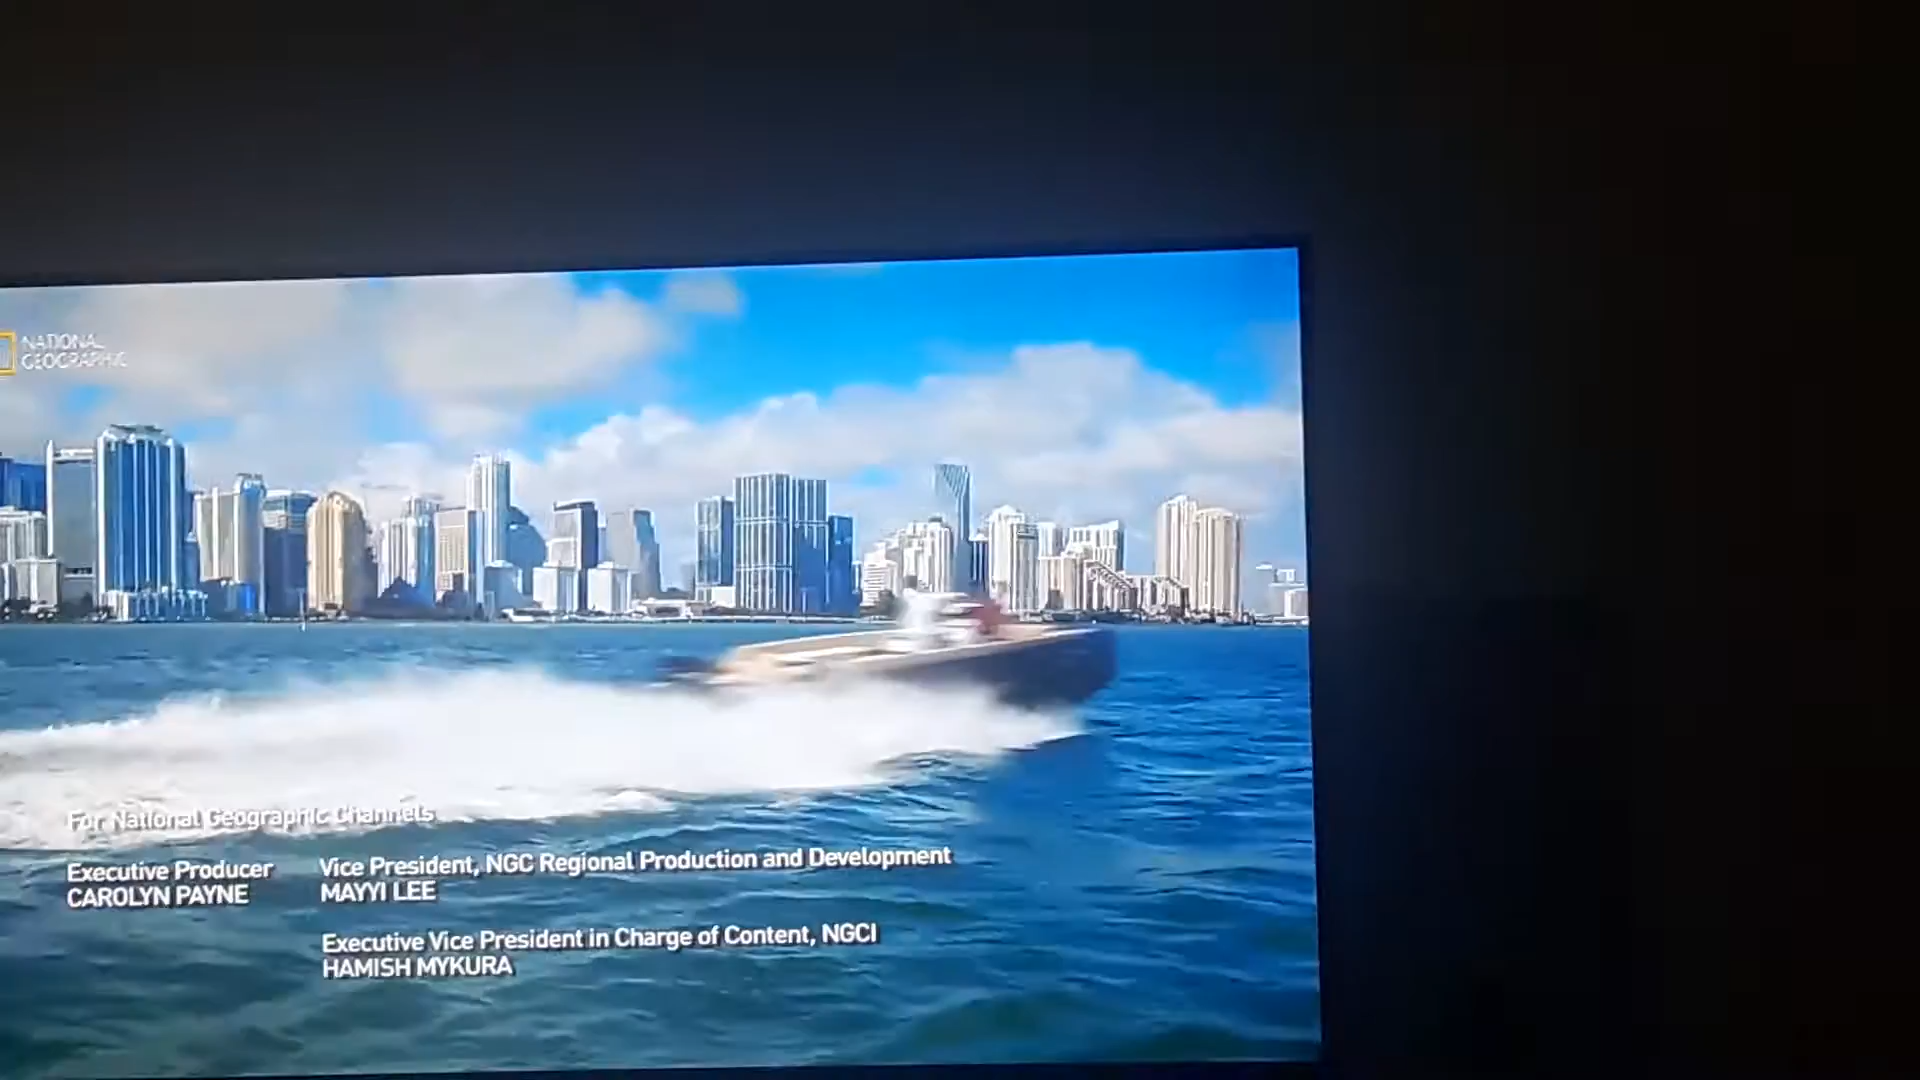 NATIONAL
GEOGRAPHIC
For National Geographic Channels
Executive Producer
CAROLYN PAYNE
Vice President, NGC Regional Production and Development
MAYYI LEE
Executive Vice President in Charge of Content, NGCI
HAMISH MYKURA